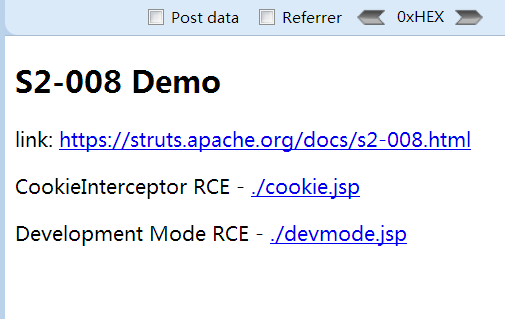 Post data Referrer 0xHEX
S2-008 Demo
link: https://struts.apache.org/docs/s2-008.html
CookieInterceptor RCE - ./cookie.jsp
Development Mode RCE - ./devmode.jsp